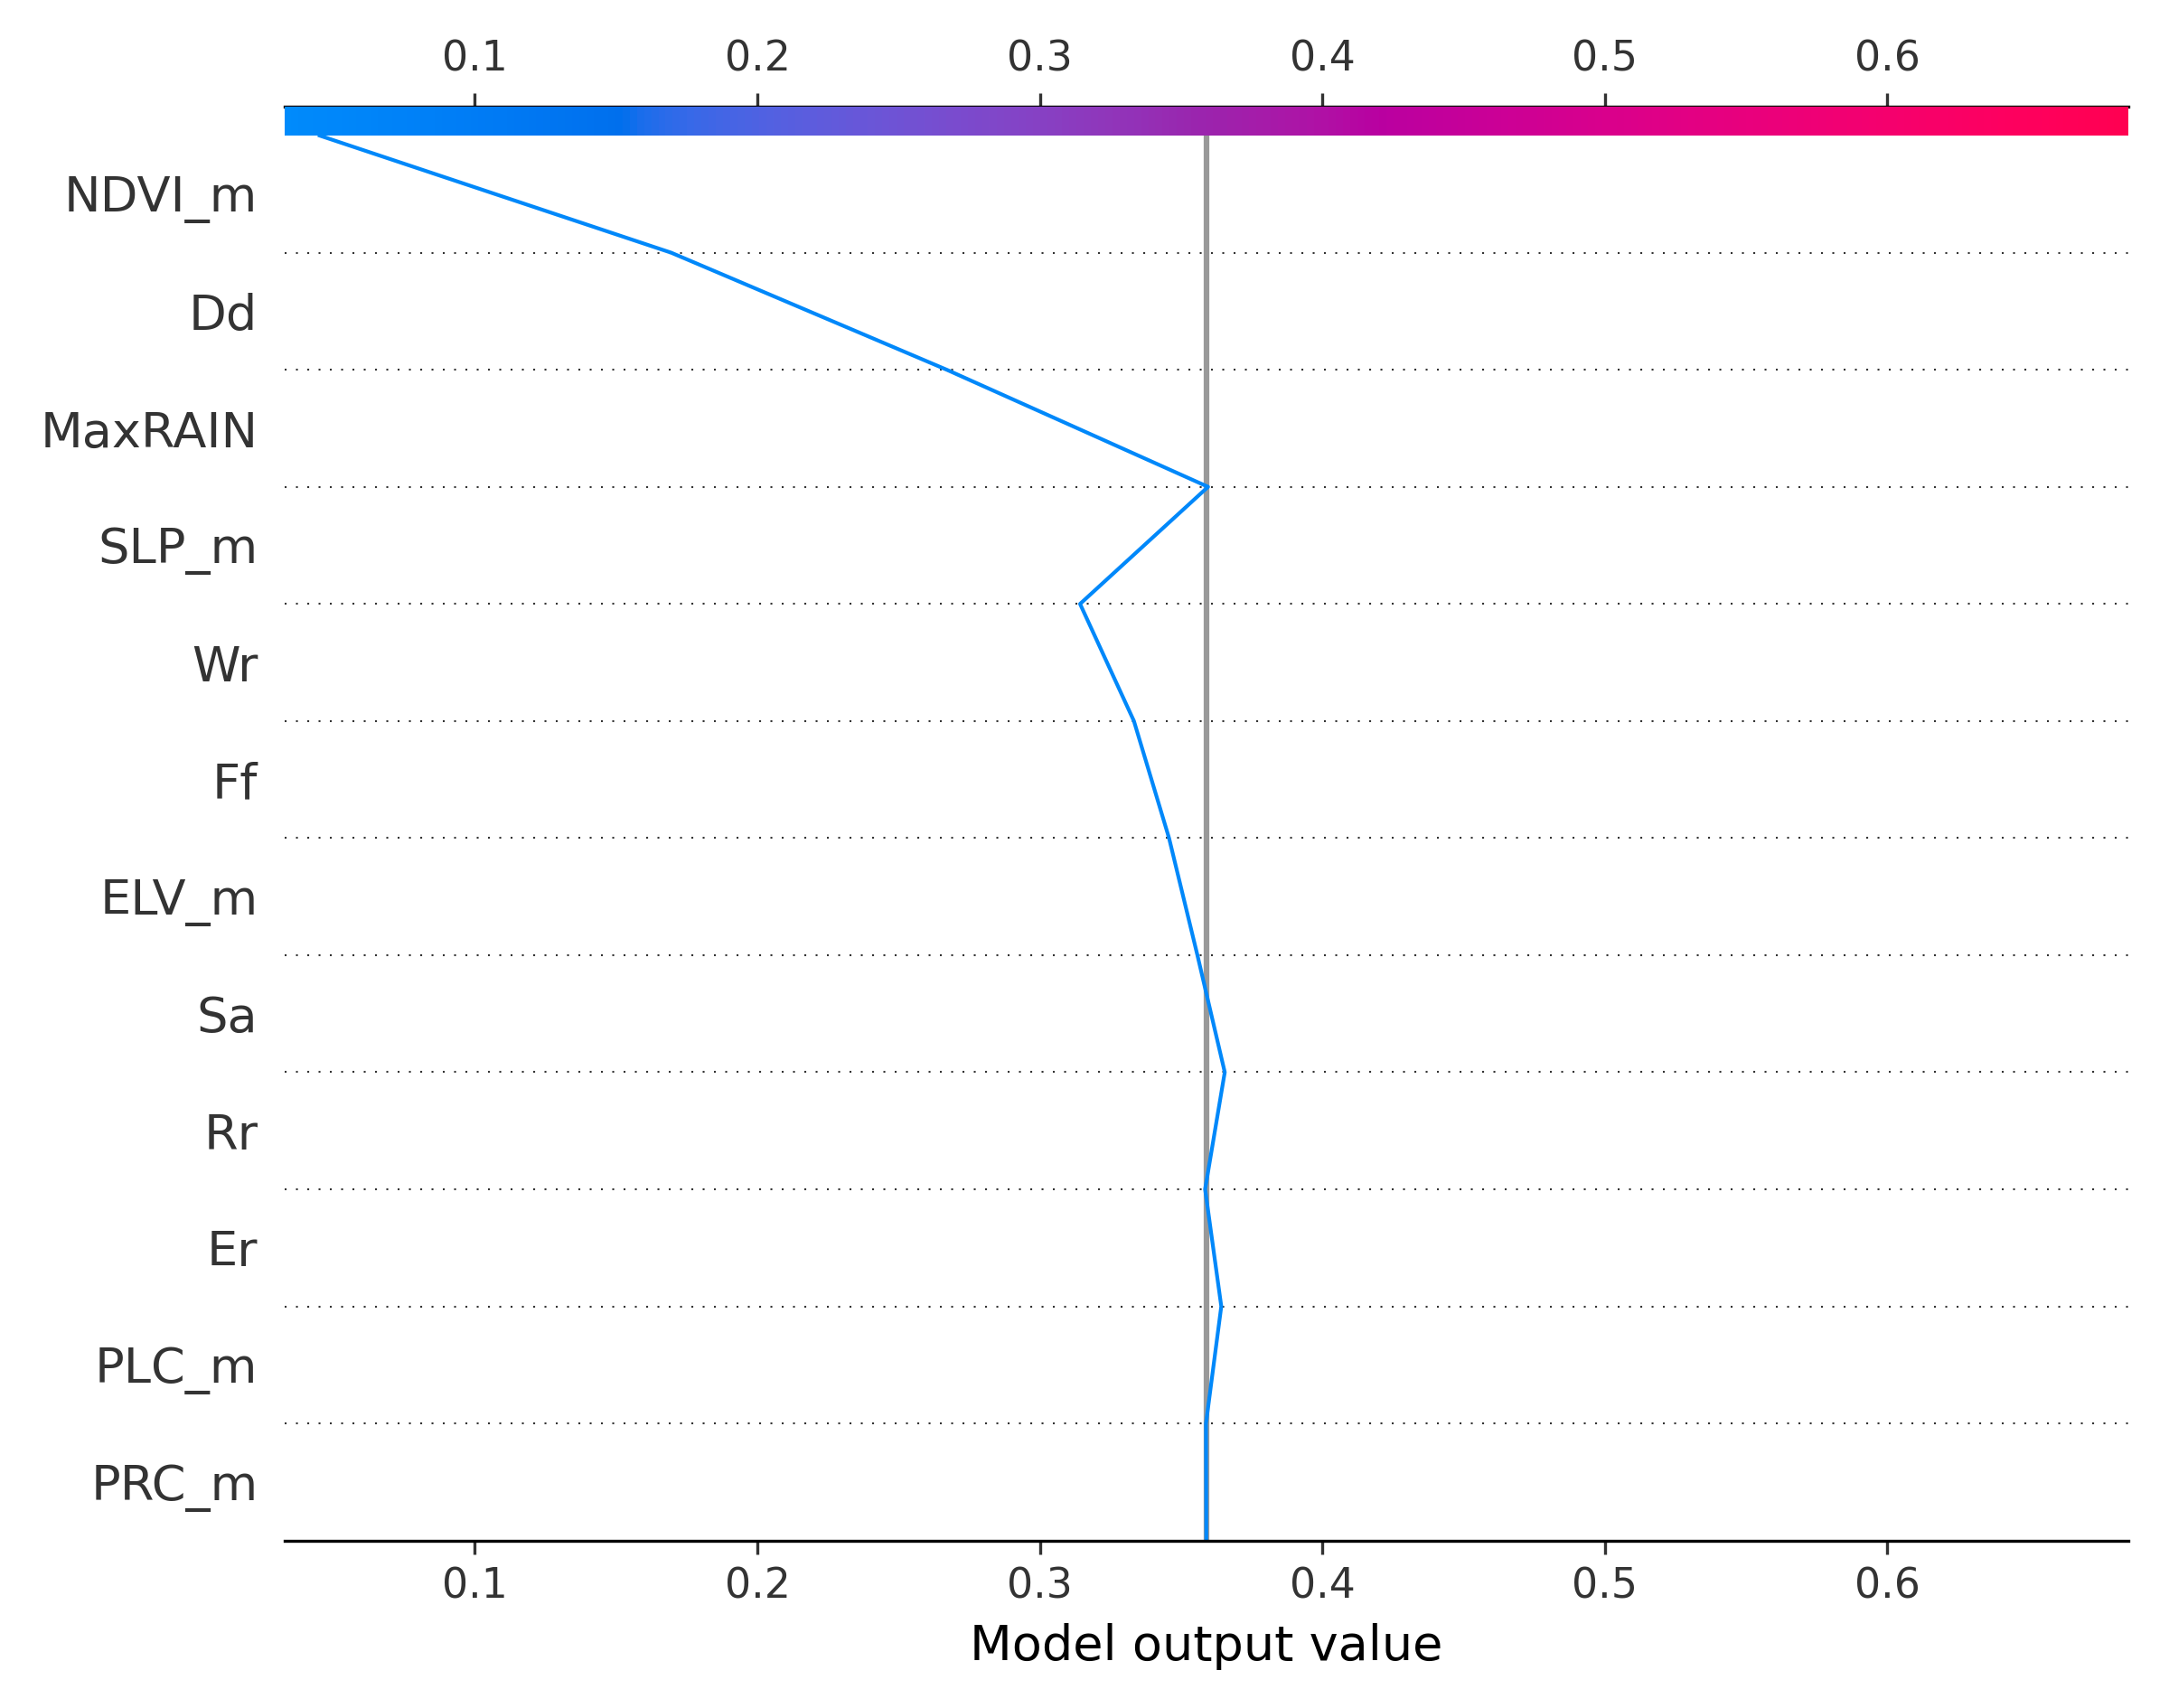 0.1 0.2 0.3 0.4 0.5 0.6
NDVI_m
Dd
MaxRAIN
SLP_m
Wr
Ff
ELV_m
Sa
Rr
Er
PLC_m
PRC_m
0.1 0.2 0.3 0.4 0.5 0.6
Model output value